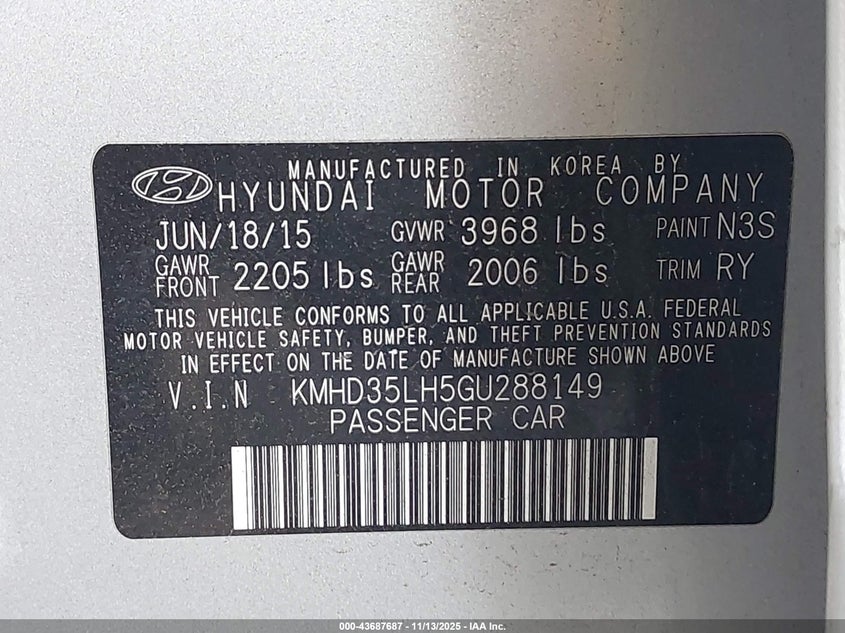 MANUFACTURED IN KOREA BY
HYUNDAI MOTOR COMPANY
JUN/18/15 GVWR 3968 lbs PAINT N3S
GAWR FRONT 2205 lbs GAWR REAR 2006 lbs TRIM RY
THIS VEHICLE CONFORMS TO ALL APPLICABLE U.S.A. FEDERAL
MOTOR VEHICLE SAFETY, BUMPER, AND THEFT PREVENTION STANDARDS
IN EFFECT ON THE DATE OF MANUFACTURE SHOWN ABOVE
V.I.N KMHD35LH5GU288149
PASSENGER CAR
000-43687687 - 11/13/2025 - IAA Inc.